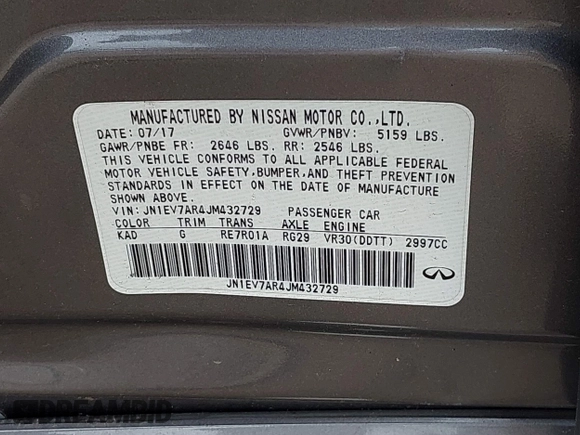 MANUFACTURED BY NISSAN MOTOR CO.,LTD.
DATE: 07/17 GVWR/PNBV: 5159 LBS.
GAWR/PNBE FR: 2646 LBS. RR: 2546 LBS.
THIS VEHICLE CONFORMS TO ALL APPLICABLE FEDERAL
MOTOR VEHICLE SAFETY,BUMPER,AND THEFT PREVENTION
STANDARDS IN EFFECT ON THE DATE OF MANUFACTURE
SHOWN ABOVE.
VIN: JN1EV7AR4JM432729 PASSENGER CAR
COLOR TRIM TRANS AXLE ENGINE
KAD G RE7R01A RG29 VR30(DDTT) 2997CC
JN1EV7AR4JM432729
DREAMBID